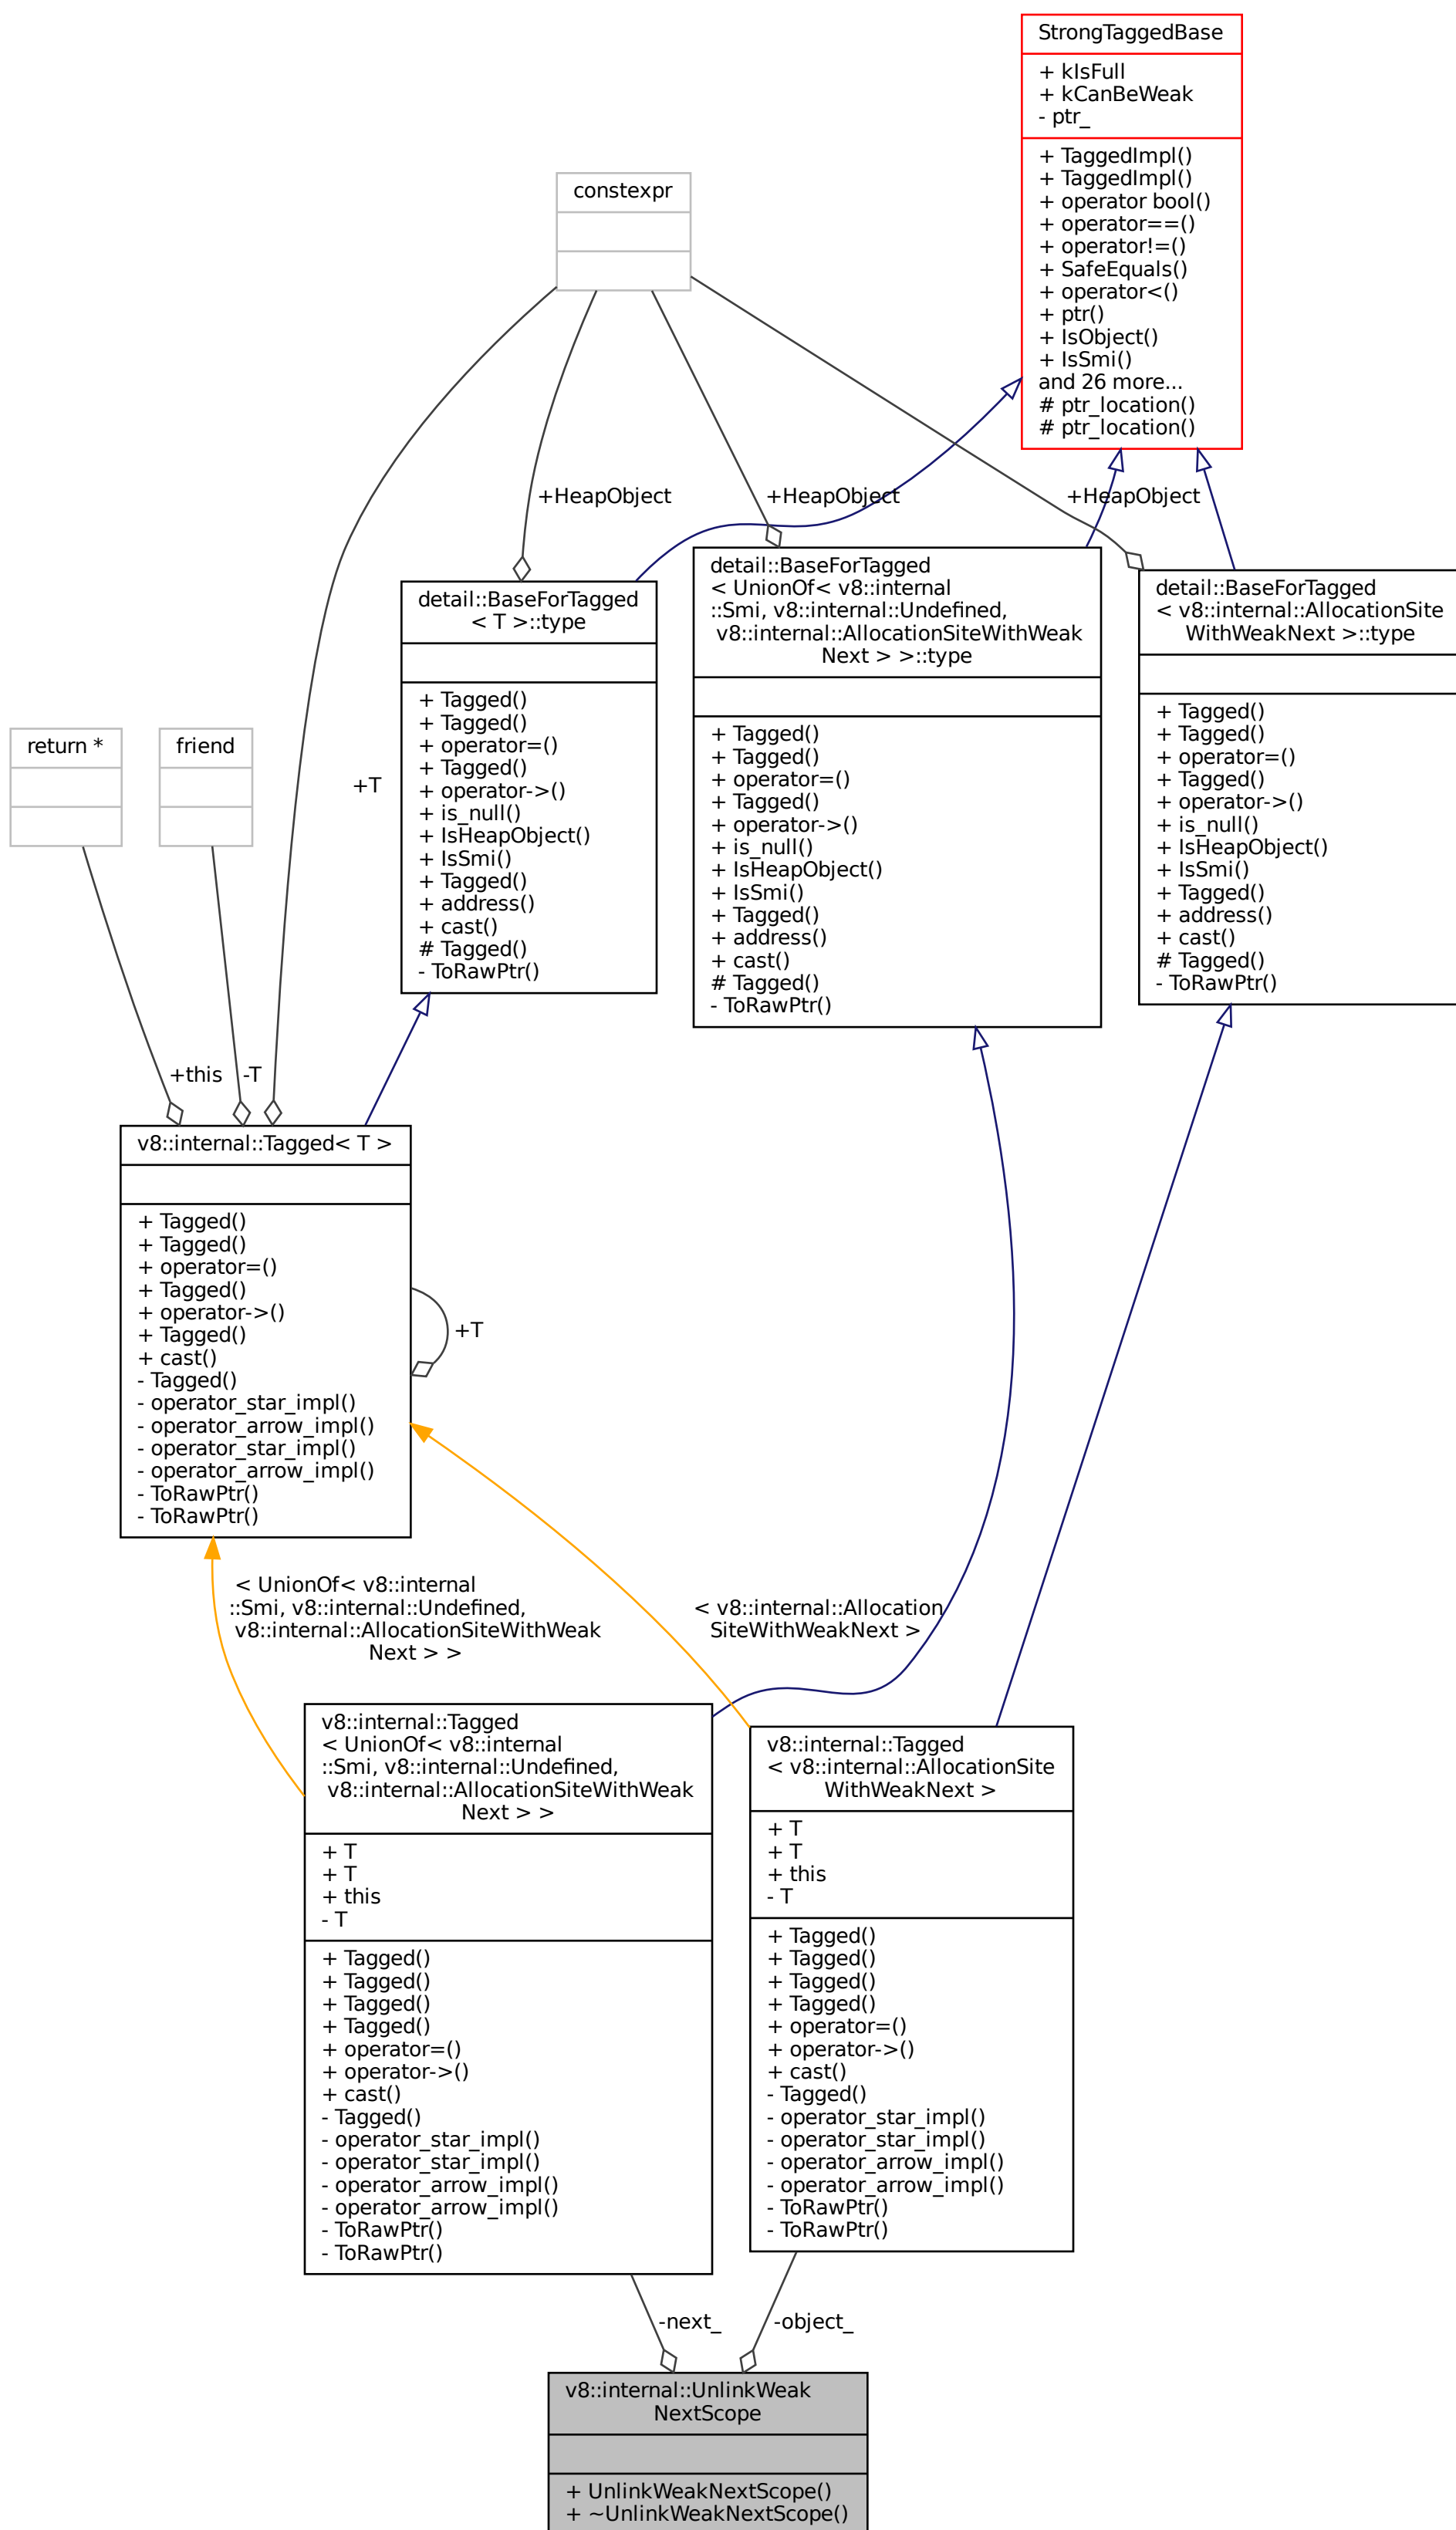 StrongTaggedBase
+ kIsFull
+ kCanBeWeak
- ptr_
+ TaggedImpl()
+ TaggedImpl()
+ operator bool()
+ operator==()
+ operator!=()
+ SafeEquals()
+ operator<()
+ ptr()
+ IsObject()
+ IsSmi()
and 26 more...
# ptr_location()
# ptr_location()
constexpr
+HeapObject
+HeapObject
+HeapObject
detail::BaseForTagged
< T >::type
+ Tagged()
+ Tagged()
+ operator=()
+ Tagged()
+ operator->()
+ is_null()
+ IsHeapObject()
+ IsSmi()
+ Tagged()
+ address()
+ cast()
# Tagged()
- ToRawPtr()
detail::BaseForTagged
< UnionOf< v8::internal
::Smi, v8::internal::Undefined,
v8::internal::AllocationSiteWithWeak
Next > >::type
+ Tagged()
+ Tagged()
+ operator=()
+ Tagged()
+ operator->()
+ is_null()
+ IsHeapObject()
+ IsSmi()
+ Tagged()
+ address()
+ cast()
# Tagged()
- ToRawPtr()
detail::BaseForTagged
< v8::internal::AllocationSite
WithWeakNext >::type
+ Tagged()
+ Tagged()
+ operator=()
+ Tagged()
+ operator->()
+ is_null()
+ IsHeapObject()
+ IsSmi()
+ Tagged()
+ address()
+ cast()
# Tagged()
- ToRawPtr()
return *
friend
+T
+this
-T
v8::internal::Tagged< T >
+ Tagged()
+ Tagged()
+ operator=()
+ Tagged()
+ operator->()
+ Tagged()
+ cast()
- Tagged()
- operator_star_impl()
- operator_arrow_impl()
- operator_star_impl()
- operator_arrow_impl()
- ToRawPtr()
- ToRawPtr()
+T
< UnionOf< v8::internal
::Smi, v8::internal::Undefined,
v8::internal::AllocationSiteWithWeak
Next > >
< v8::internal::Allocation
SiteWithWeakNext >
v8::internal::Tagged
< UnionOf< v8::internal
::Smi, v8::internal::Undefined,
v8::internal::AllocationSiteWithWeak
Next > >
+ T
+ T
+ this
- T
+ Tagged()
+ Tagged()
+ Tagged()
+ Tagged()
+ operator=()
+ operator->()
+ cast()
- Tagged()
- operator_star_impl()
- operator_star_impl()
- operator_arrow_impl()
- operator_arrow_impl()
- ToRawPtr()
- ToRawPtr()
v8::internal::Tagged
< v8::internal::AllocationSite
WithWeakNext >
+ T
+ T
+ this
- T
+ Tagged()
+ Tagged()
+ Tagged()
+ Tagged()
+ operator=()
+ operator->()
+ cast()
- Tagged()
- operator_star_impl()
- operator_star_impl()
- operator_arrow_impl()
- operator_arrow_impl()
- ToRawPtr()
- ToRawPtr()
-next_
-object_
v8::internal::UnlinkWeak
NextScope
+ UnlinkWeakNextScope()
+ ~UnlinkWeakNextScope()